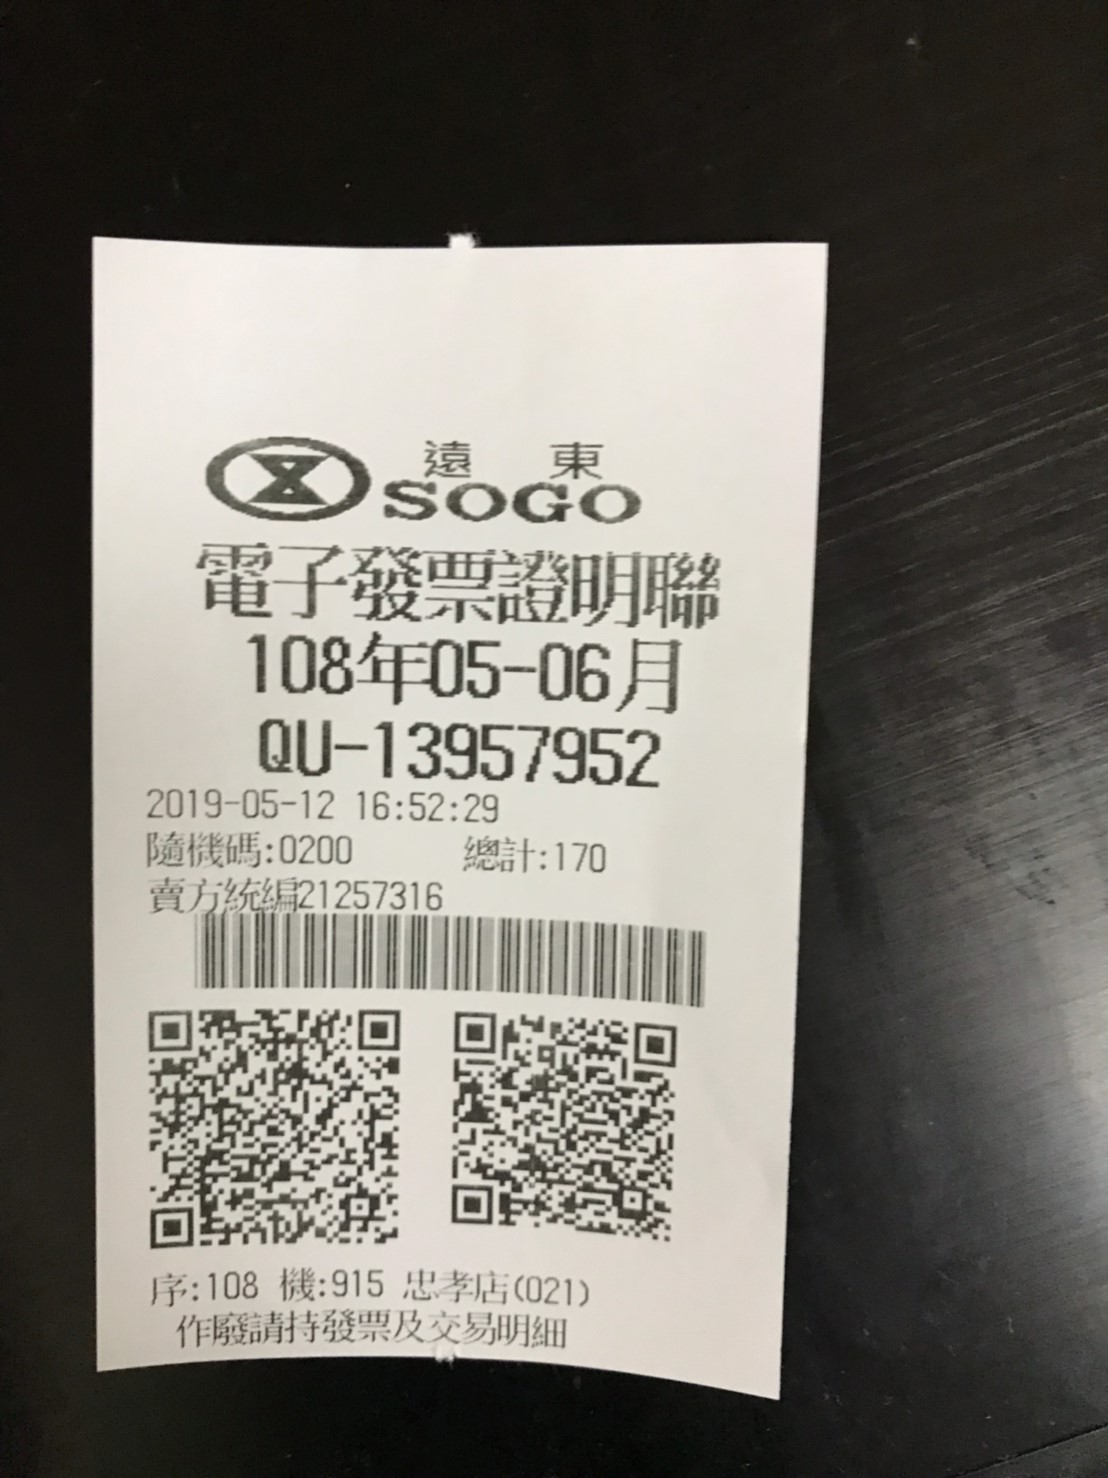 遠東
SOGO
電子發票證明聯
108年05-06月
QU-13957952
2019-05-12 16:52:29
隨機碼:0200 總計:170
賣方統編21257316
序:108 機:915 忠孝店(021)
作廢請持發票及交易明細